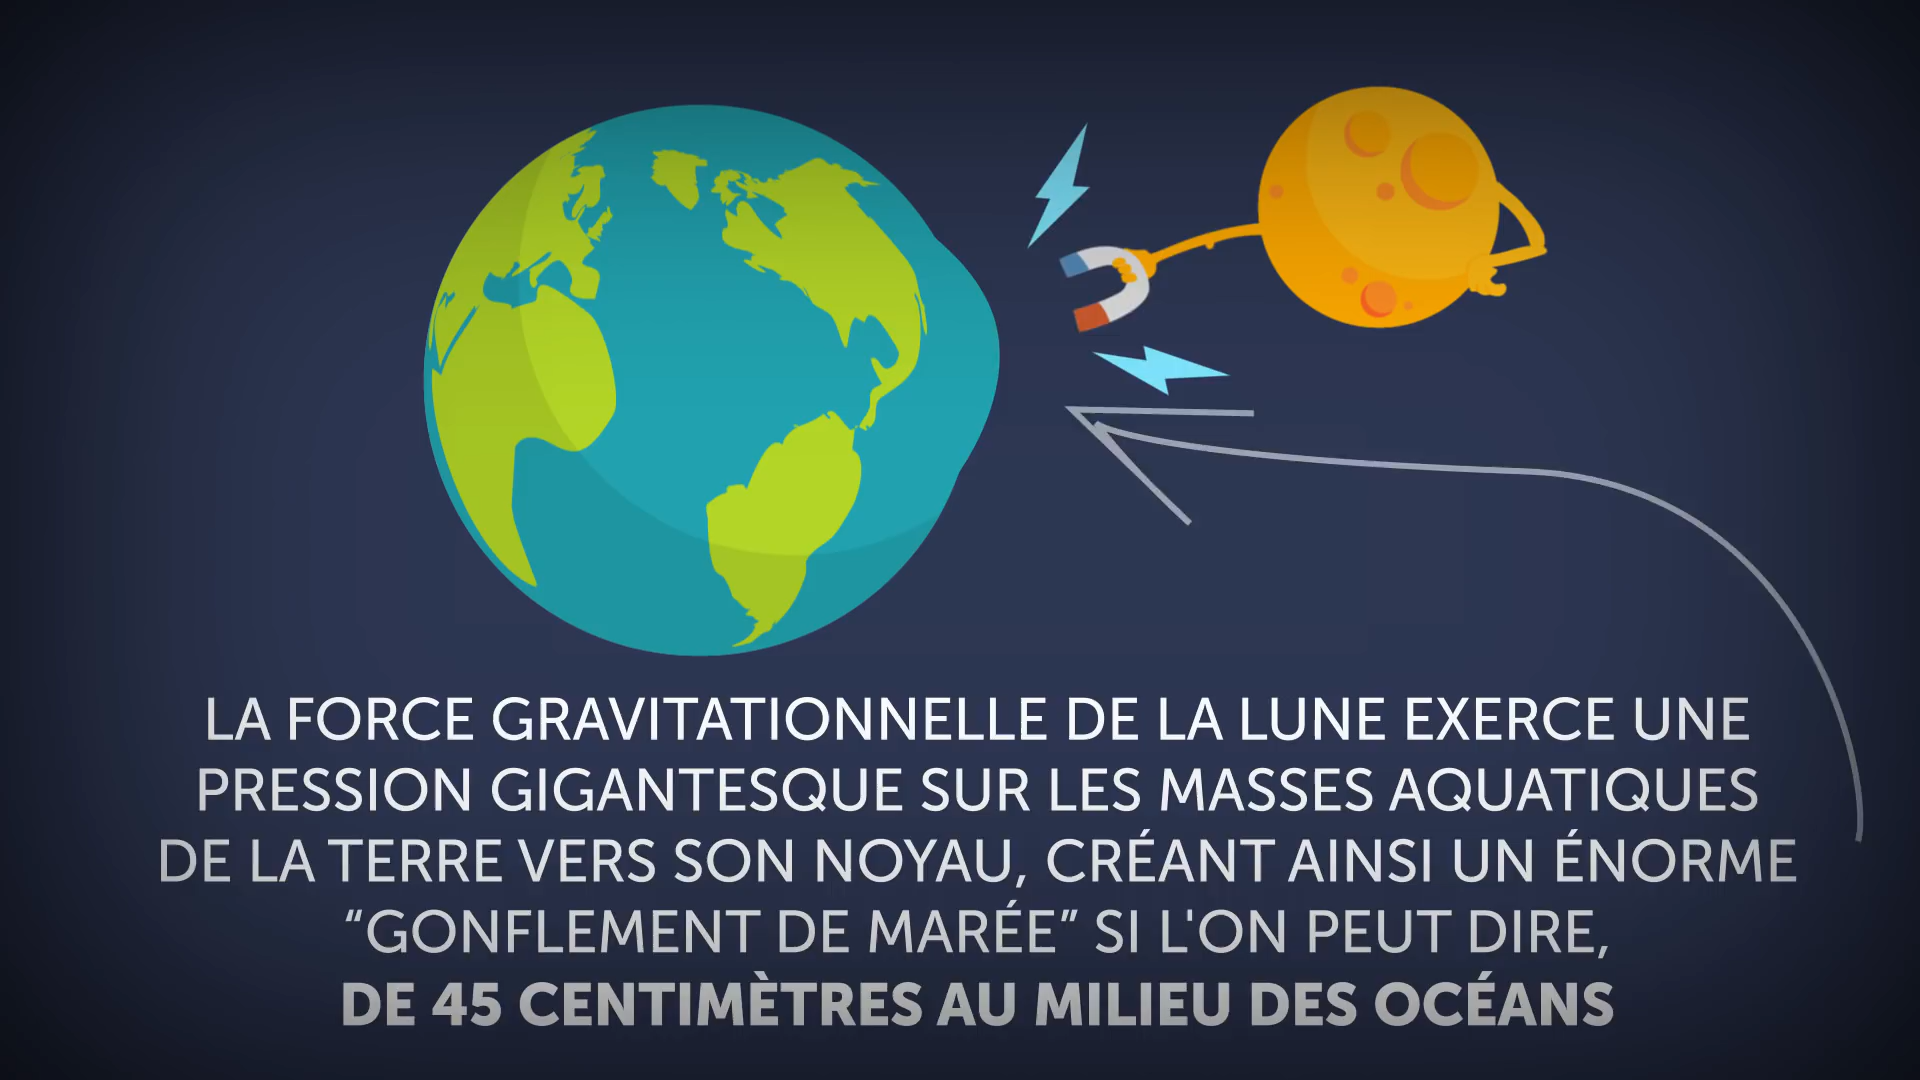 LA FORCE GRAVITATIONNELLE DE LA LUNE EXERCE UNE
PRESSION GIGANTESQUE SUR LES MASSES AQUATIQUES
DE LA TERRE VERS SON NOYAU, CRÉANT AINSI UN ÉNORME
“GONFLEMENT DE MARÉE” SI L'ON PEUT DIRE,
DE 45 CENTIMÈTRES AU MILIEU DES OCÉANS